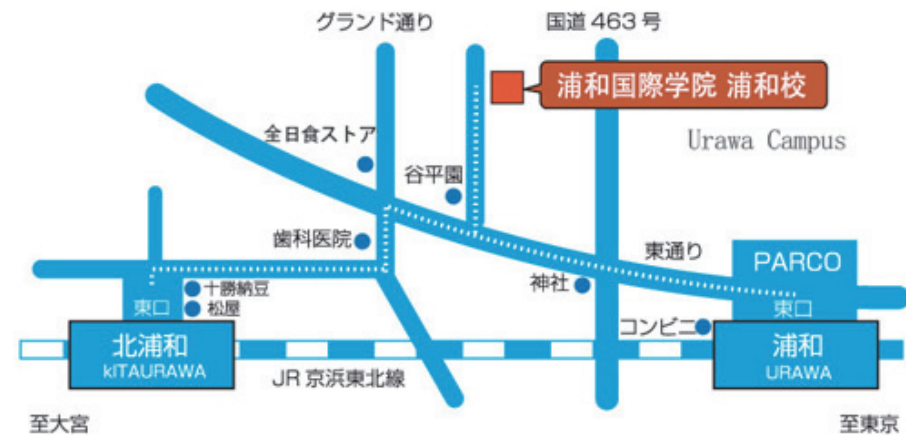 グランド通り
国道 463 号
浦和国際学院 浦和校
Urawa Campus
全日食ストア
谷平園
歯科医院
東通り
PARCO
神社
十勝納豆
東口
松屋
東口
コンビニ
北浦和
kITAURAWA
浦和
URAWA
JR 京浜東北線
至大宮
至東京